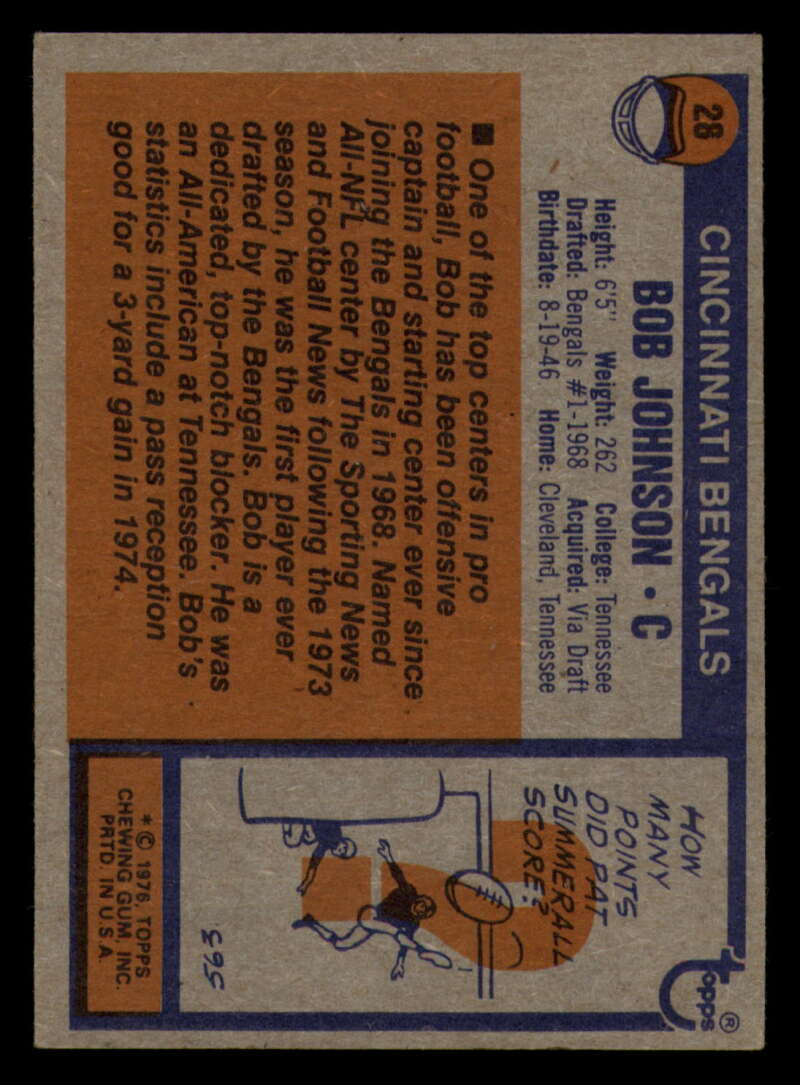 28
CINCINNATI BENGALS
BOB JOHNSON • C
Height: 6'5" Weight: 262 College: Tennessee
Drafted: Bengals #1-1968 Acquired: Via Draft
Birthdate: 8-19-46 Home: Cleveland, Tennessee
■ One of the top centers in pro
football, Bob has been offensive
captain and starting center ever since
joining the Bengals in 1968. Named
All-NFL center by The Sporting News
and Football News following the 1973
season, he was the first player ever
drafted by the Bengals. Bob is a
dedicated, top-notch blocker. He was
an All-American at Tennessee. Bob's
statistics include a pass reception
good for a 3-yard gain in 1974.
topps®
HOW
MANY
POINTS
DID PAT
SUMMERALL
SCORE?
563
* © 1976, TOPPS
CHEWING GUM, INC.
PRTD. IN U.S.A.